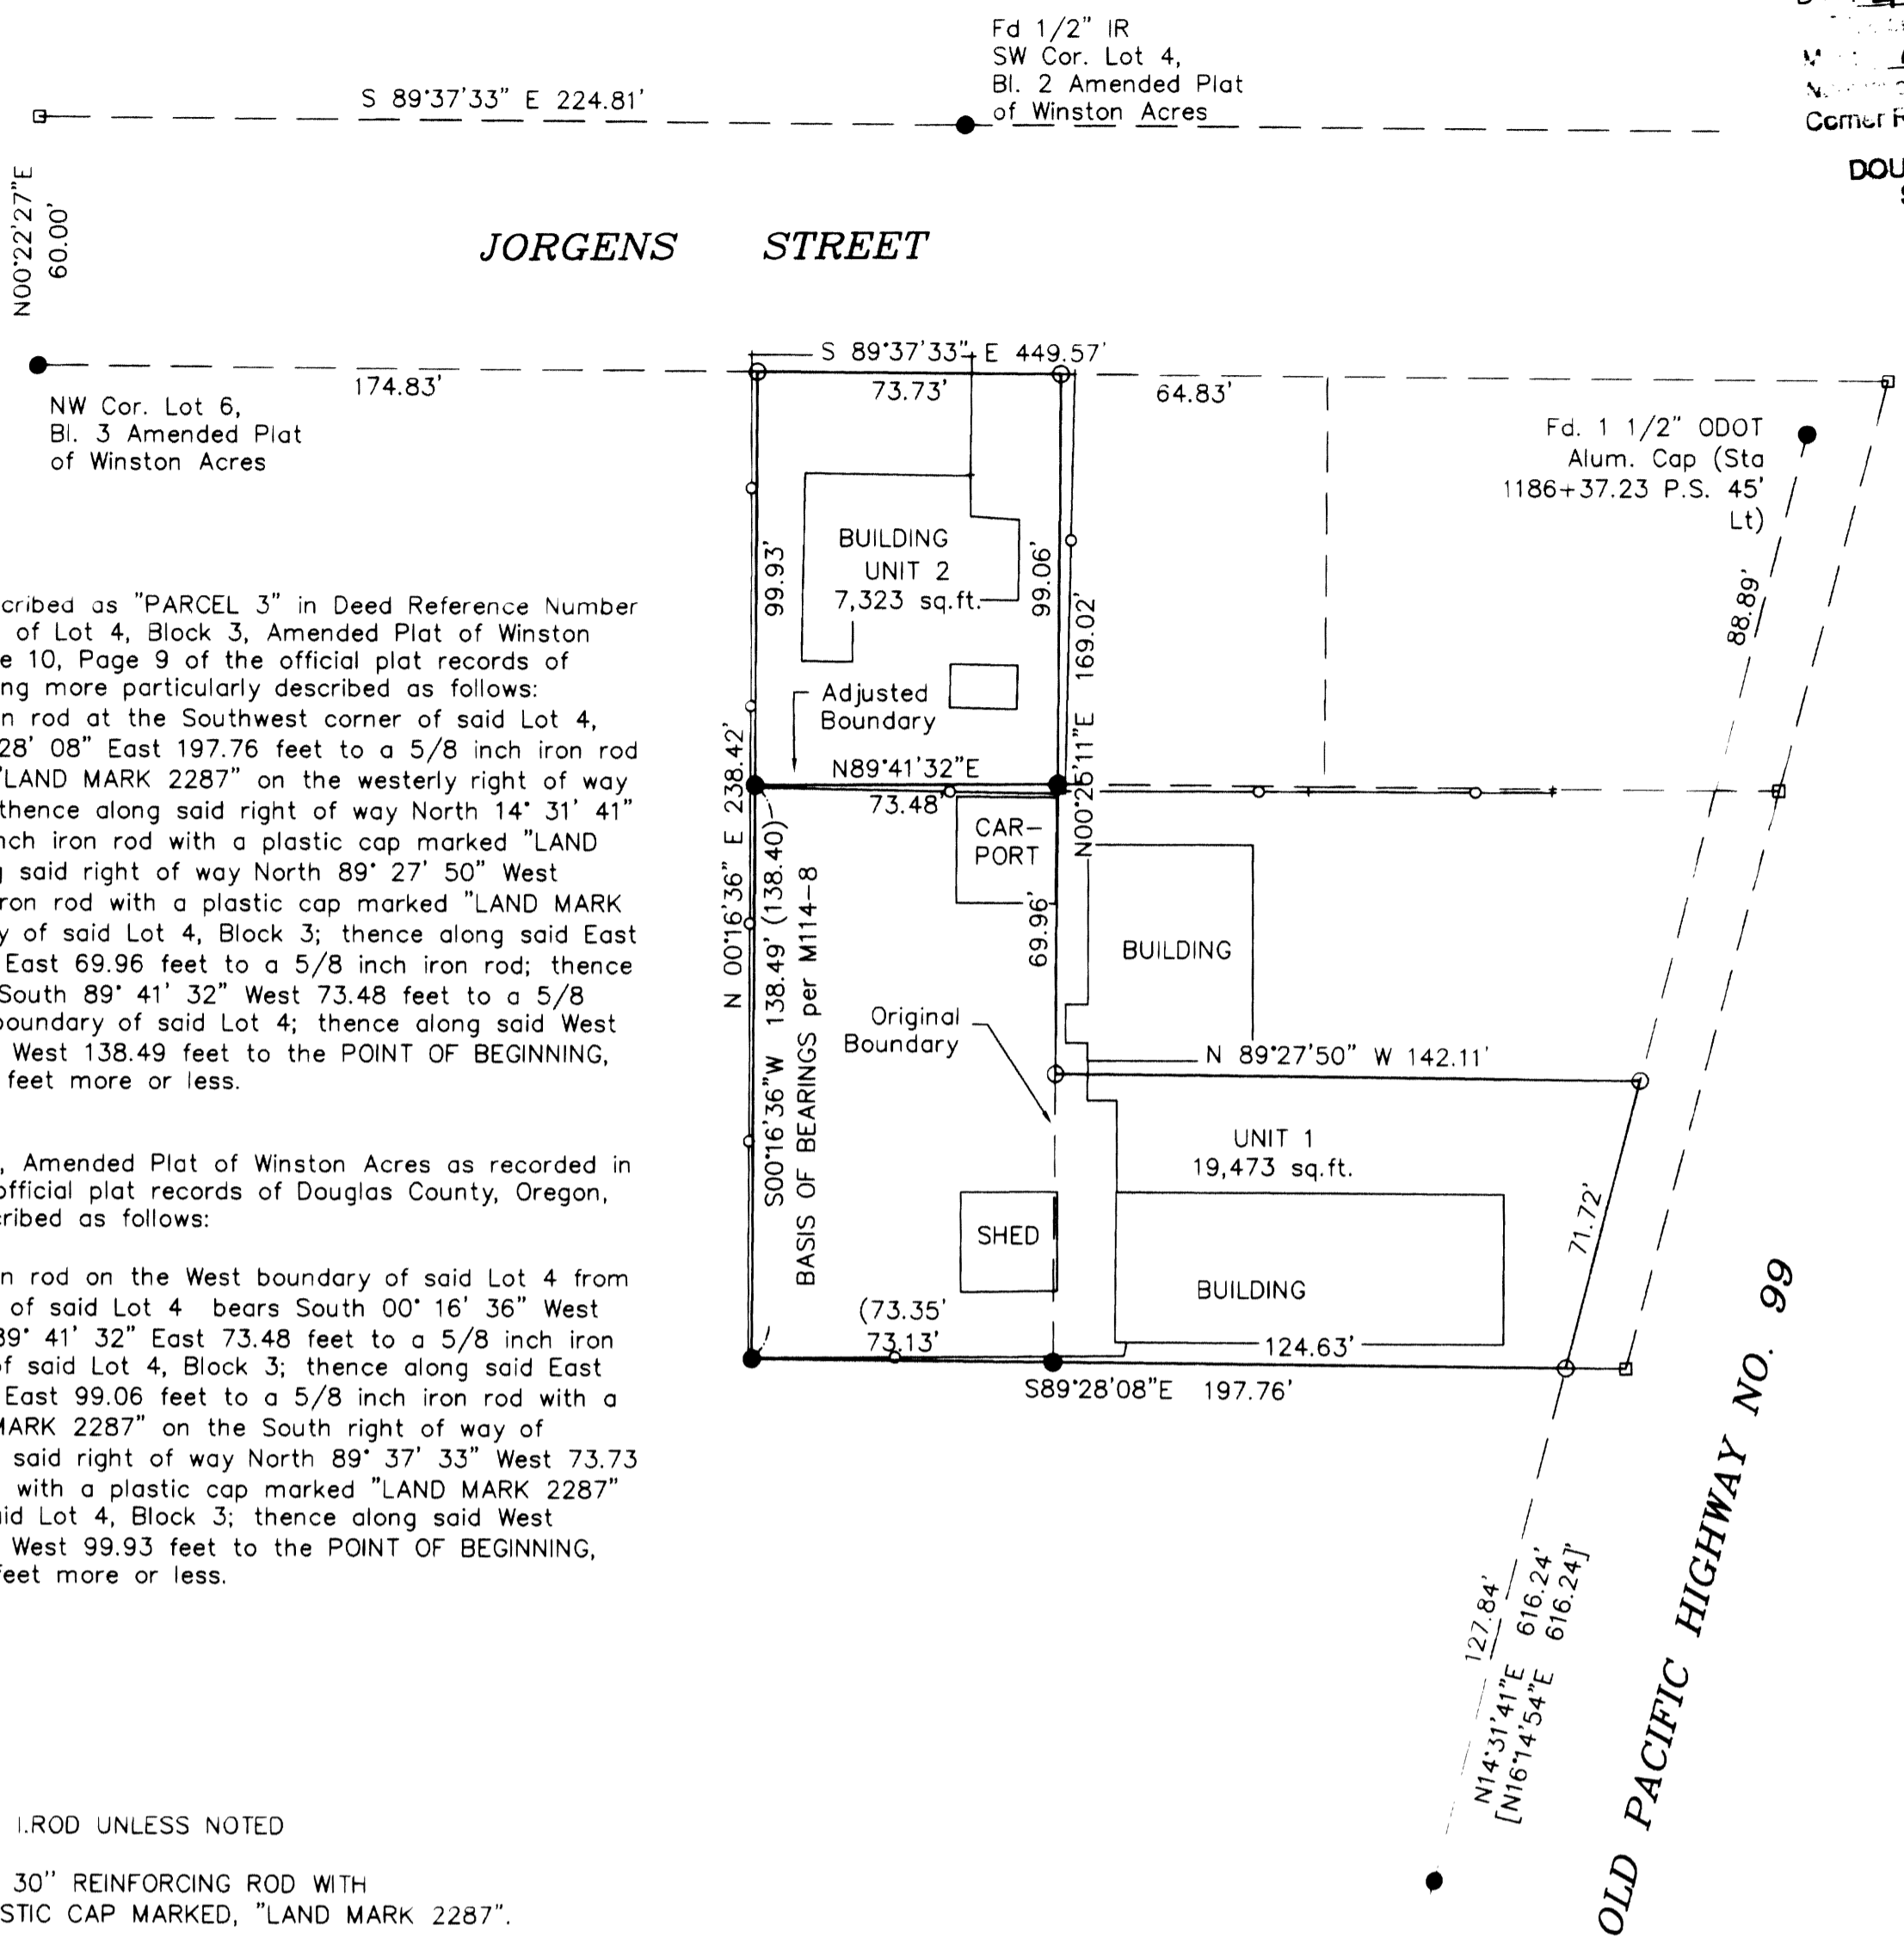 Fd 1/2" IR
SW Cor. Lot 4,
Bl. 2 Amended Plat
of Winston Acres
S 89°37'33" E 224.81'
Corner
DOU
N00°22'27"E
60.00'
JORGENS STREET
S 89°37'33" E 449.57'
174.83'
73.73'
64.83'
NW Cor. Lot 6,
Bl. 3 Amended Plat
of Winston Acres
Fd. 1 1/2" ODOT
Alum. Cap (Sta
1186+37.23 P.S. 45'
Lt)
88.89'
BUILDING
UNIT 2
7,323 sq.ft.
99.93'
99.06'
169.02'
N00°25'11"E
Adjusted
Boundary
N 00°16'36" E 238.42'
N89°41'32"E
73.48'
CAR-
PORT
69.96'
S00°16'36"W 138.49' (138.40)
BASIS OF BEARINGS per M114-8
BUILDING
Original
Boundary
N 89°27'50" W 142.11'
UNIT 1
19,473 sq.ft.
SHED
BUILDING
71.72'
(73.35'
73.13'
124.63'
S89°28'08"E 197.76'
127.84'
N14°31'41"E 616.24'
[N16°14'54"E 616.24]'
OLD PACIFIC HIGHWAY NO. 99
cribed as "PARCEL 3" in Deed Reference Number
of Lot 4, Block 3, Amended Plat of Winston
e 10, Page 9 of the official plat records of
ng more particularly described as follows:
n rod at the Southwest corner of said Lot 4,
28' 08" East 197.76 feet to a 5/8 inch iron rod
"LAND MARK 2287" on the westerly right of way
thence along said right of way North 14° 31' 41"
nch iron rod with a plastic cap marked "LAND
g said right of way North 89° 27' 50" West
ron rod with a plastic cap marked "LAND MARK
y of said Lot 4, Block 3; thence along said East
East 69.96 feet to a 5/8 inch iron rod; thence
South 89° 41' 32" West 73.48 feet to a 5/8
boundary of said Lot 4; thence along said West
West 138.49 feet to the POINT OF BEGINNING,
feet more or less.
, Amended Plat of Winston Acres as recorded in
official plat records of Douglas County, Oregon,
cribed as follows:
n rod on the West boundary of said Lot 4 from
of said Lot 4 bears South 00° 16' 36" West
89° 41' 32" East 73.48 feet to a 5/8 inch iron
of said Lot 4, Block 3; thence along said East
East 99.06 feet to a 5/8 inch iron rod with a
MARK 2287" on the South right of way of
said right of way North 89° 37' 33" West 73.73
with a plastic cap marked "LAND MARK 2287"
aid Lot 4, Block 3; thence along said West
West 99.93 feet to the POINT OF BEGINNING,
feet more or less.
I.ROD UNLESS NOTED
30" REINFORCING ROD WITH
STIC CAP MARKED, "LAND MARK 2287".